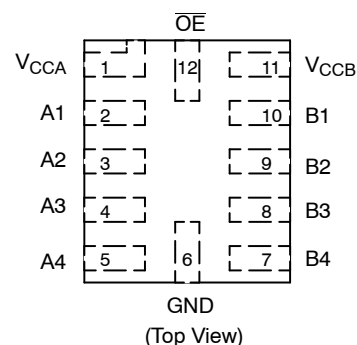 OE
VCCA 1 12 11 VCCB
A1 2 10 B1
A2 3 9 B2
A3 4 8 B3
A4 5 6 7 B4
GND
(Top View)